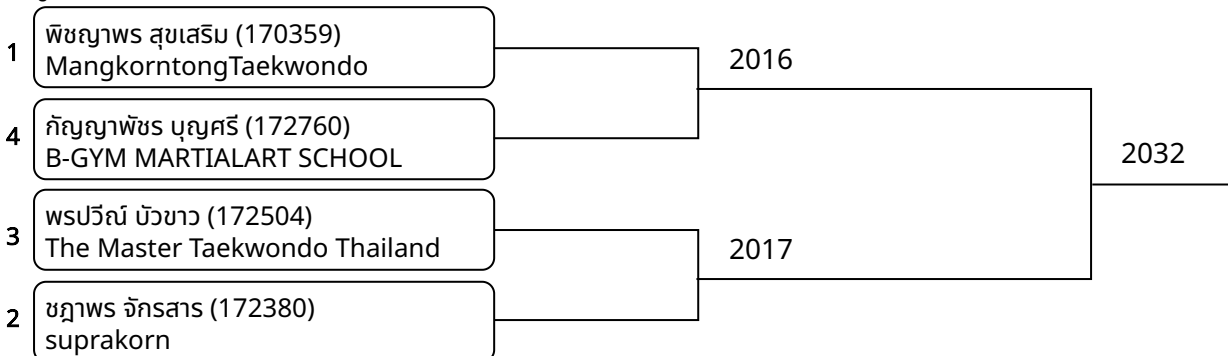 1
พิชญาพร สุขเสริม (170359)
MangkorntongTaekwondo
2016
4
กัญญาพัชร บุญศรี (172760)
B-GYM MARTIALART SCHOOL
2032
3
พรปวีณ์ บัวขาว (172504)
The Master Taekwondo Thailand
2017
2
ชฎาพร จักรสาร (172380)
suprakorn